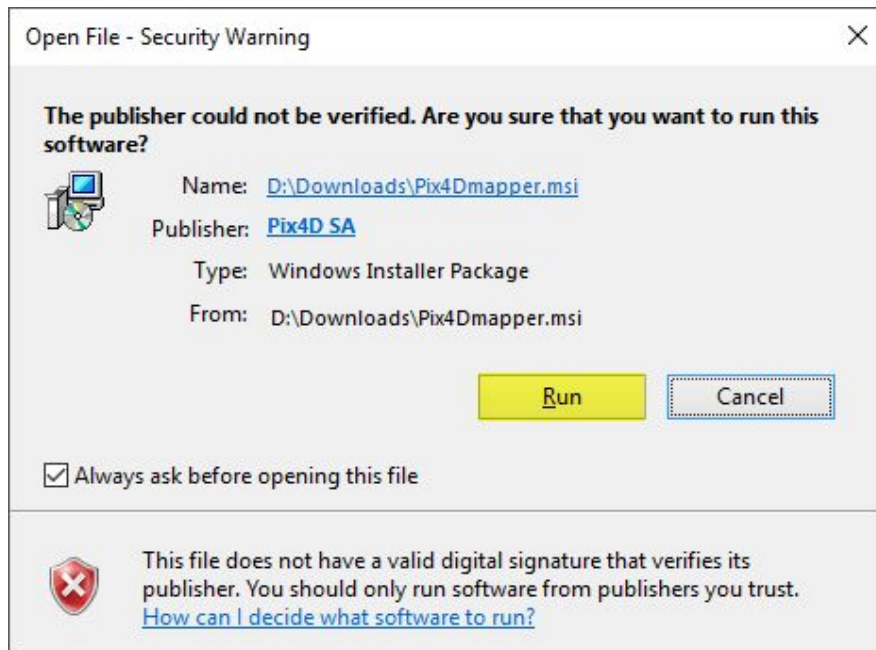 Open File - Security Warning
The publisher could not be verified. Are you sure that you want to run this
software?
Name: D:\Downloads\Pix4Dmapper.msi
Publisher: Pix4D SA
Type: Windows Installer Package
From: D:\Downloads\Pix4Dmapper.msi
Run Cancel
Always ask before opening this file
This file does not have a valid digital signature that verifies its
publisher. You should only run software from publishers you trust.
How can I decide what software to run?